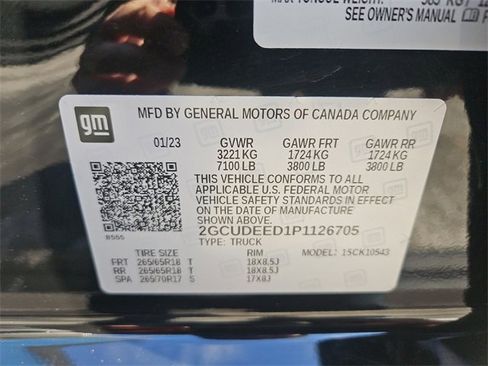 MAX TONGUE WEIGHT:
SEE OWNER'S MANUAL
gm
MFD BY GENERAL MOTORS OF CANADA COMPANY
01/23 GVWR GAWR FRT GAWR RR
3221 KG 1724 KG 1724 KG
7100 LB 3800 LB 3800 LB
THIS VEHICLE CONFORMS TO ALL
APPLICABLE U.S. FEDERAL MOTOR
VEHICLE SAFETY STANDARDS IN EFFECT
ON THE DATE OF MANUFACTURE
SHOWN ABOVE.
2GCUDEED1P1126705
TYPE: TRUCK MODEL: 15CK10543
TIRE SIZE RIM
FRT 265/65R18 T 18X8.5J
RR 265/65R18 T 18X8.5J
SPA 265/70R17 S 17X8J